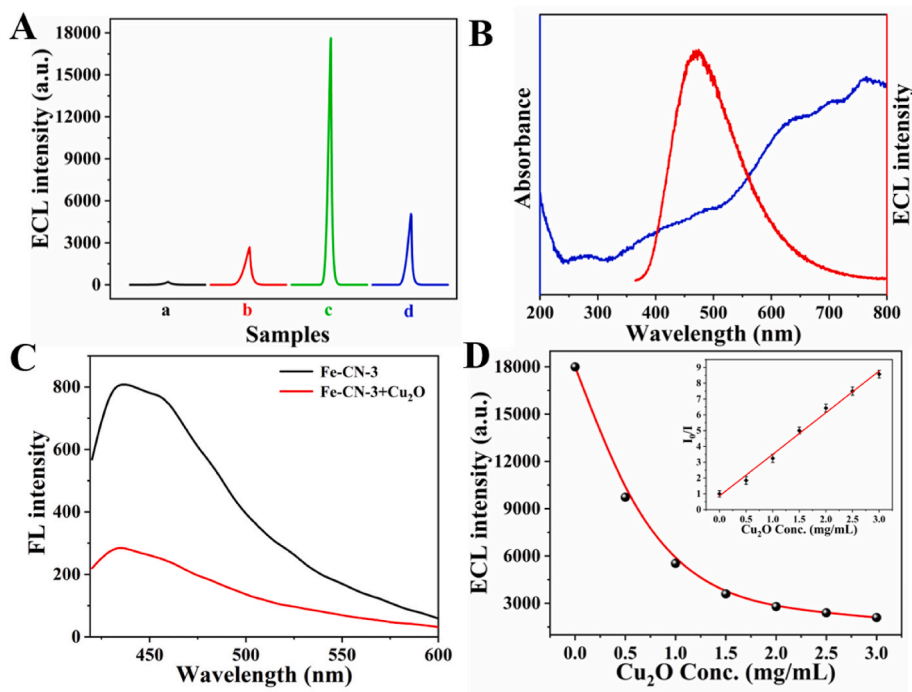 A
ECL intensity (a.u.)
18000
15000
12000
9000
6000
3000
0
a b c d
Samples
B
Absorbance
ECL intensity
200 300 400 500 600 700 800
Wavelength (nm)
C
FL intensity
800
600
400
200
0
Fe-CN-3
Fe-CN-3+Cu₂O
450 500 550 600
Wavelength (nm)
D
ECL intensity (a.u.)
18000
15000
12000
9000
6000
3000
0.0 0.5 1.0 1.5 2.0 2.5 3.0
Cu₂O Conc. (mg/mL)
I₀/I
9
8
7
6
5
4
3
2
1
0
0.0 0.5 1.0 1.5 2.0 2.5 3.0
Cu₂O Conc. (mg/mL)